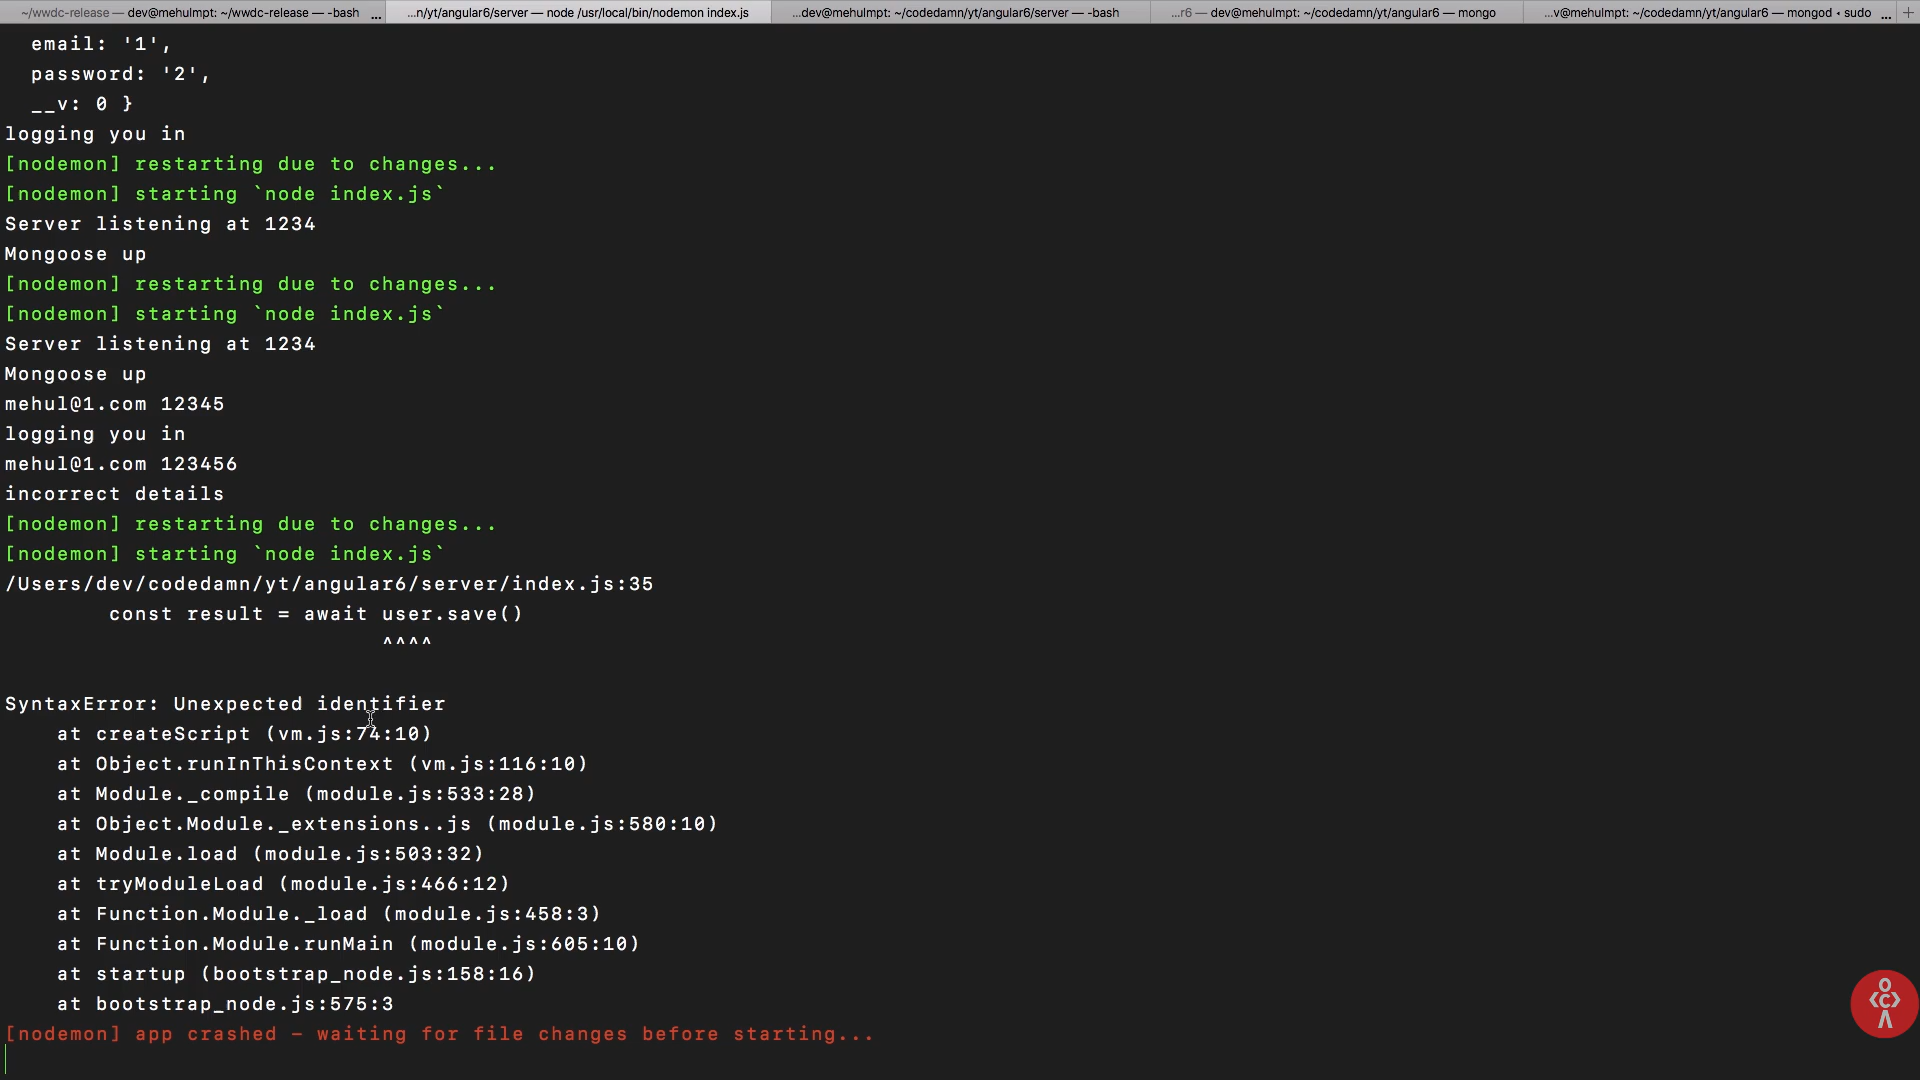 ~/wwdc-release — dev@mehulmpt: ~/wwdc-release — -bash ...
...n/yt/angular6/server — node /usr/local/bin/nodemon index.js
...dev@mehulmpt: ~/codedamn/yt/angular6/server — -bash
...r6 — dev@mehulmpt: ~/codedamn/yt/angular6 — mongo
...v@mehulmpt: ~/codedamn/yt/angular6 — mongod ◂ sudo ... +
email: '1',
password: '2',
__v: 0 }
logging you in
[nodemon] restarting due to changes...
[nodemon] starting `node index.js`
Server listening at 1234
Mongoose up
[nodemon] restarting due to changes...
[nodemon] starting `node index.js`
Server listening at 1234
Mongoose up
mehul@1.com 12345
logging you in
mehul@1.com 123456
incorrect details
[nodemon] restarting due to changes...
[nodemon] starting `node index.js`
/Users/dev/codedamn/yt/angular6/server/index.js:35
const result = await user.save()
^^^^
SyntaxError: Unexpected identifier
at createScript (vm.js:74:10)
at Object.runInThisContext (vm.js:116:10)
at Module._compile (module.js:533:28)
at Object.Module._extensions..js (module.js:580:10)
at Module.load (module.js:503:32)
at tryModuleLoad (module.js:466:12)
at Function.Module._load (module.js:458:3)
at Function.Module.runMain (module.js:605:10)
at startup (bootstrap_node.js:158:16)
at bootstrap_node.js:575:3
[nodemon] app crashed – waiting for file changes before starting...